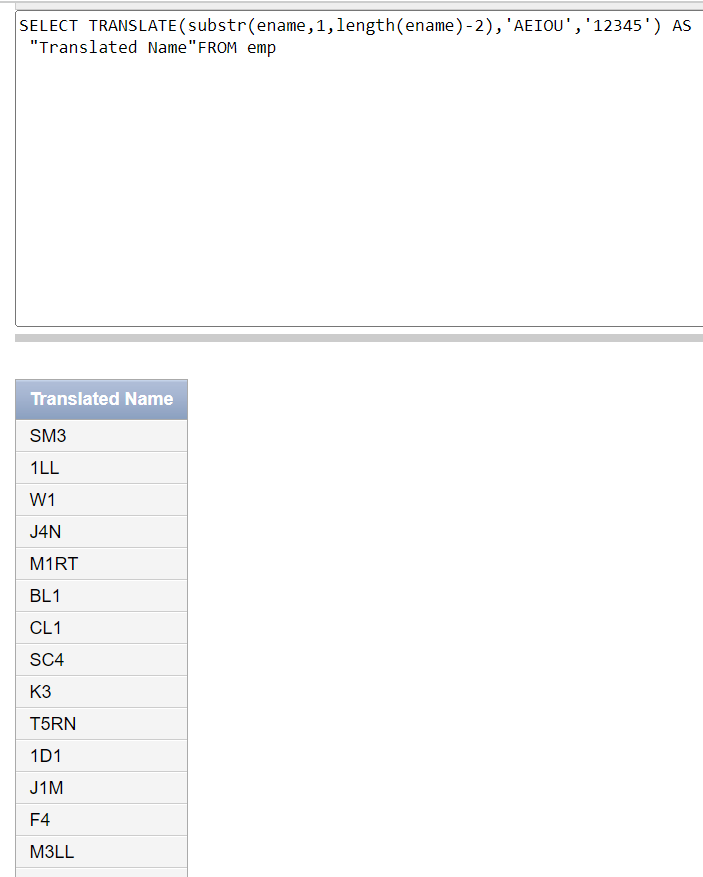 SELECT TRANSLATE(substr(ename,1,length(ename)-2),'AEIOU','12345') AS
"Translated Name"FROM emp
Translated Name
SM3
1LL
W1
J4N
M1RT
BL1
CL1
SC4
K3
T5RN
1D1
J1M
F4
M3LL